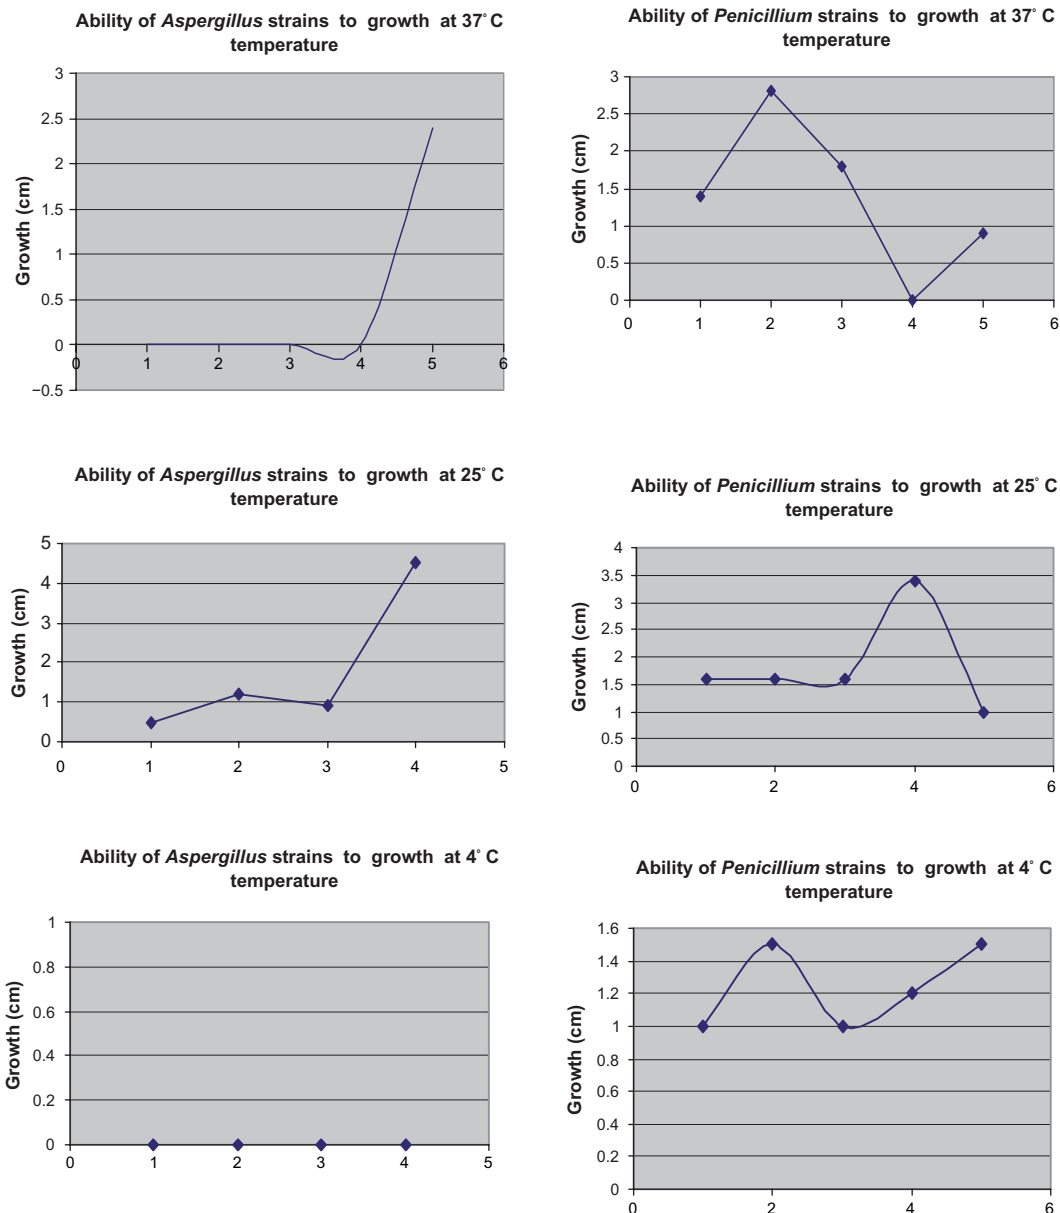 Ability of Aspergillus strains to growth at 37° C
temperature
3
2.5
2
1.5
1
0.5
0
−0.5
Growth (cm)
0 1 2 3 4 5 6
Ability of Penicillium strains to growth at 37° C
temperature
3
2.5
2
1.5
1
0.5
0
Growth (cm)
0 1 2 3 4 5 6
Ability of Aspergillus strains to growth at 25° C
temperature
5
4
3
2
1
0
Growth (cm)
0 1 2 3 4 5
Ability of Penicillium strains to growth at 25° C
temperature
4
3.5
3
2.5
2
1.5
1
0.5
0
Growth (cm)
0 2 4 6
Ability of Aspergillus strains to growth at 4° C
temperature
1
0.8
0.6
0.4
0.2
0
Growth (cm)
0 1 2 3 4 5
Ability of Penicillium strains to growth at 4° C
temperature
1.6
1.4
1.2
1
0.8
0.6
0.4
0.2
0
Growth (cm)
0 2 4 6